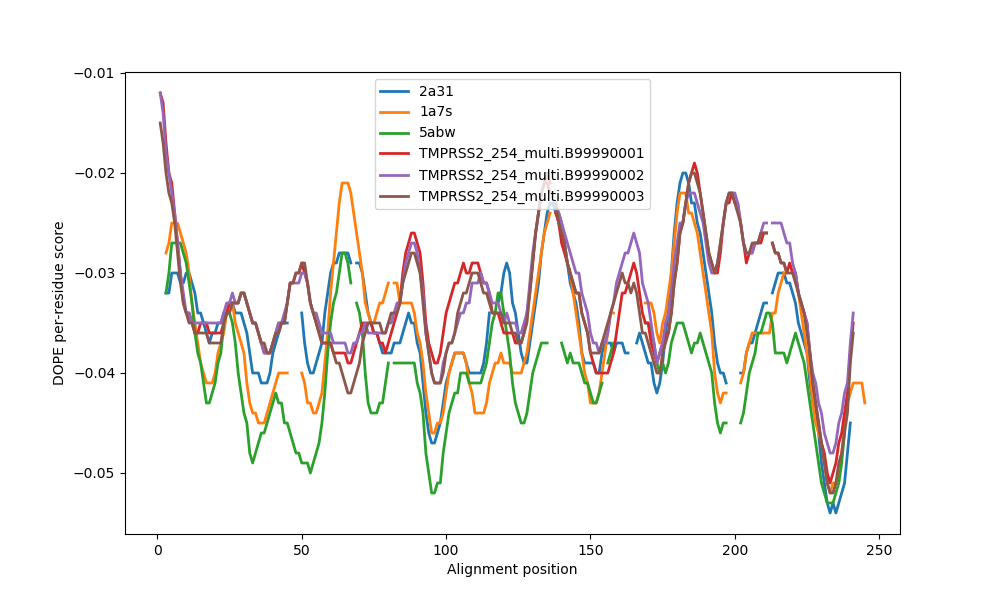 −0.01
−0.02
−0.03
−0.04
−0.05
DOPE per-residue score
2a31
1a7s
5abw
TMPRSS2_254_multi.B99990001
TMPRSS2_254_multi.B99990002
TMPRSS2_254_multi.B99990003
0 50 100 150 200 250
Alignment position